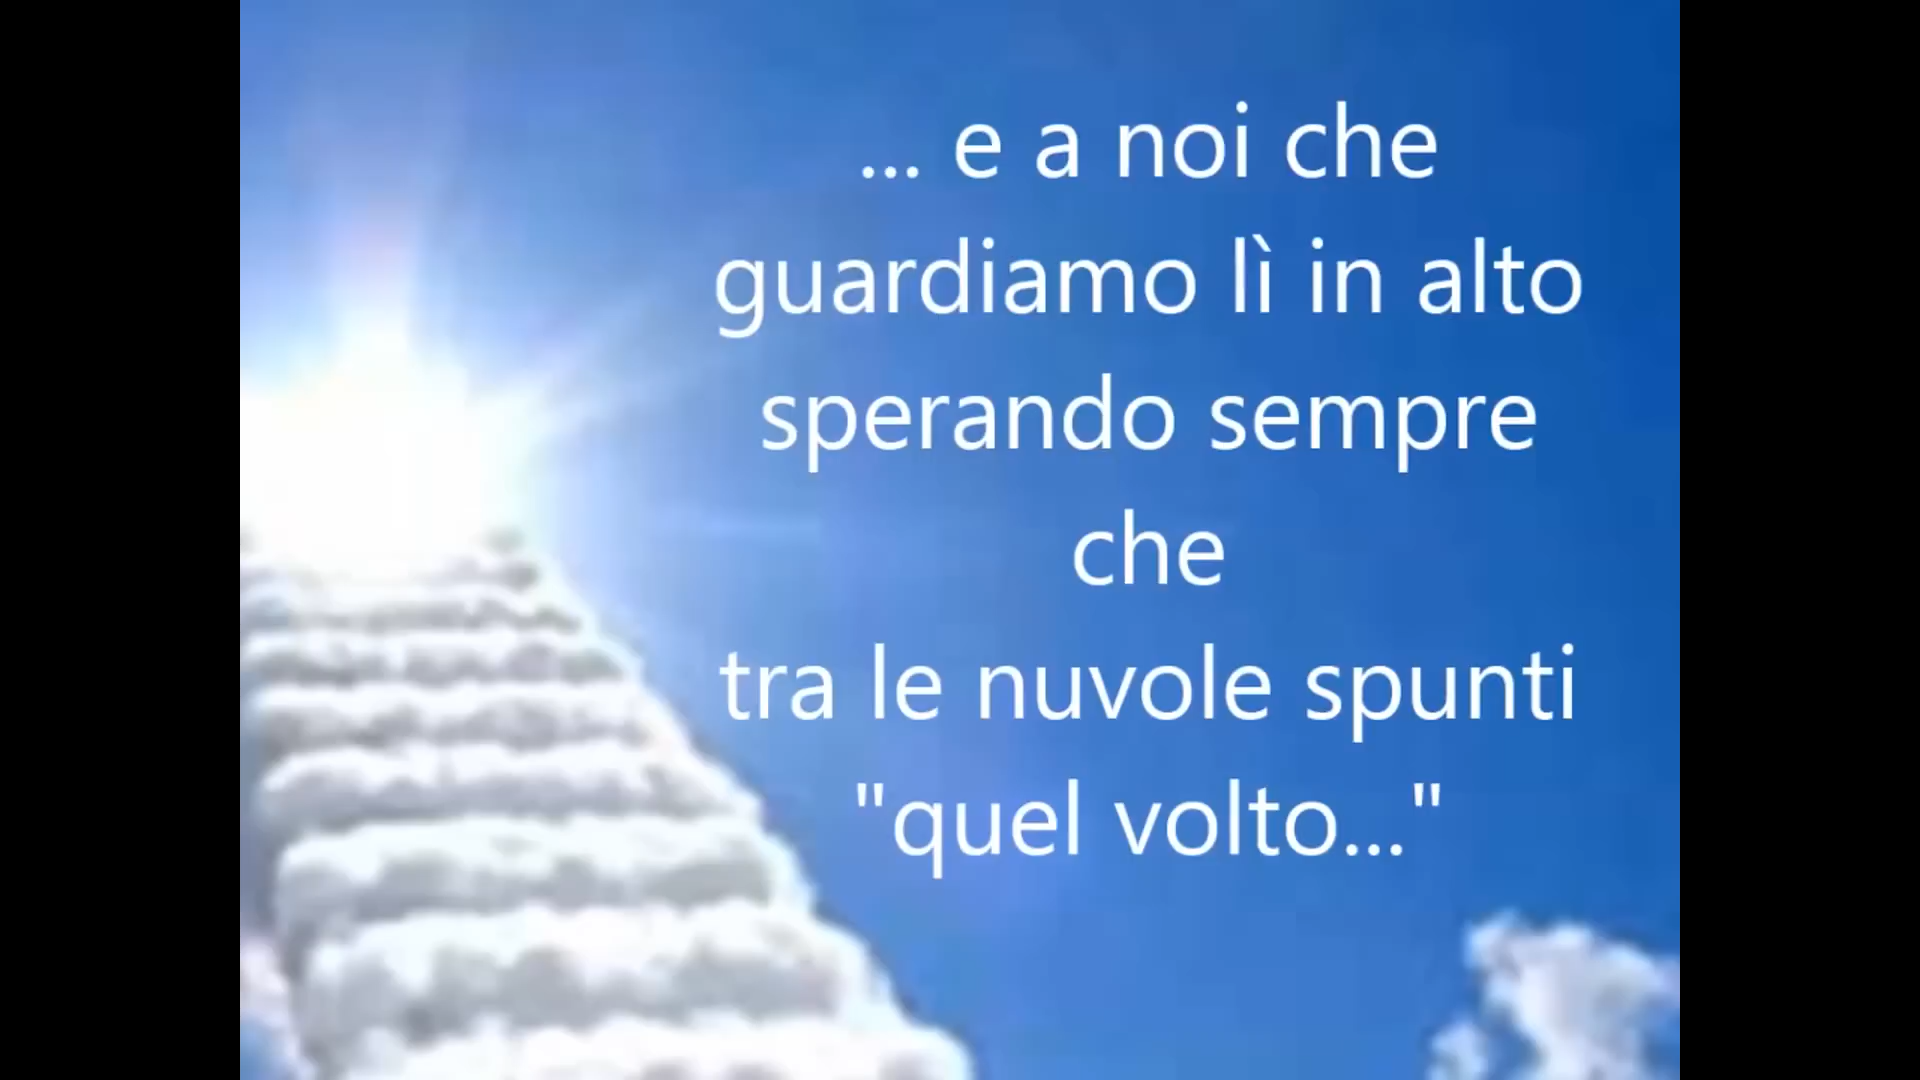 ... e a noi che
guardiamo lì in alto
sperando sempre
che
tra le nuvole spunti
"quel volto..."